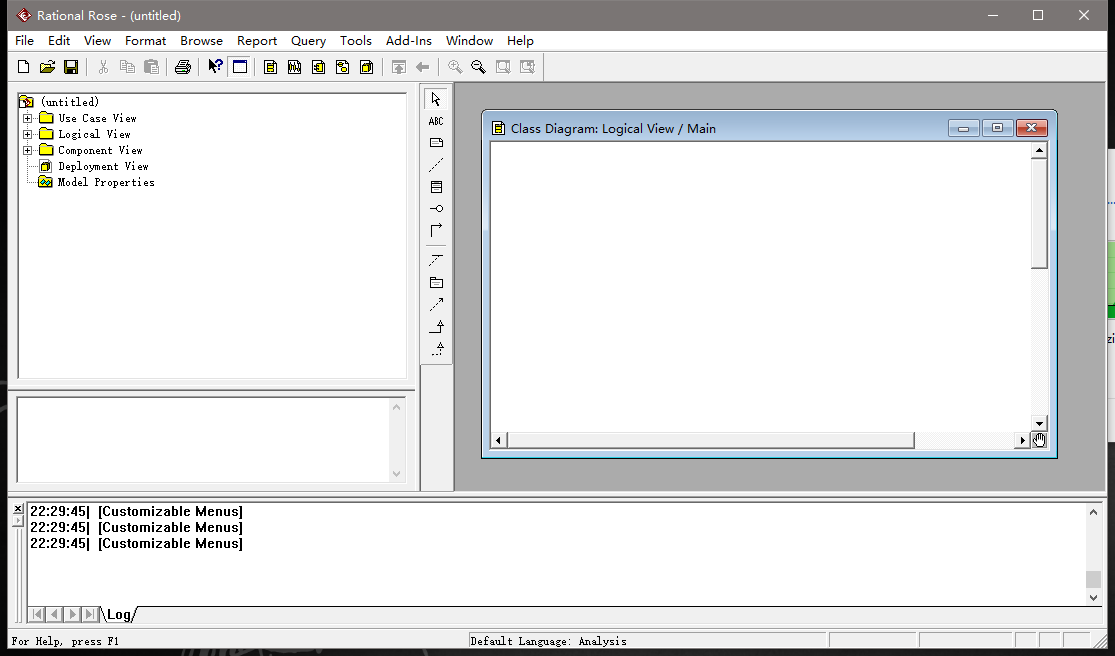 Rational Rose - (untitled)
File Edit View Format Browse Report Query Tools Add-Ins Window Help
(untitled)
Use Case View
Logical View
Component View
Deployment View
Model Properties
ABC
Class Diagram: Logical View / Main
22:29:45| [Customizable Menus]
22:29:45| [Customizable Menus]
22:29:45| [Customizable Menus]
Log
For Help, press F1
Default Language: Analysis
zi